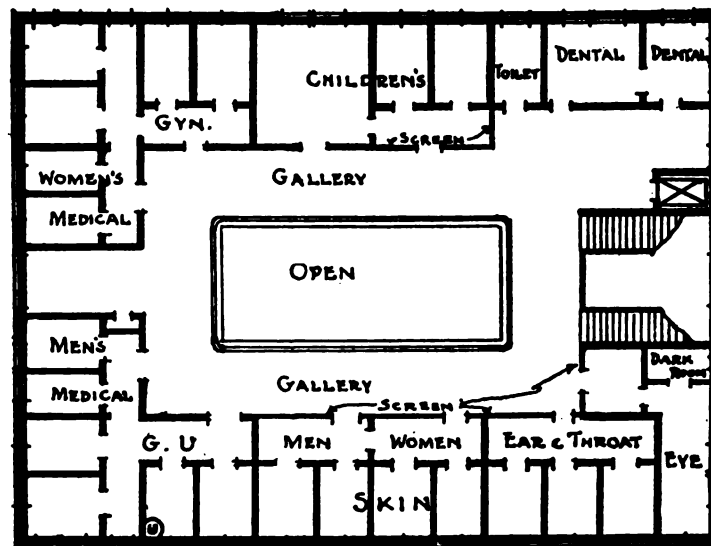 CHILDREN'S
TOILET
DENTAL
DENTAL
GYN.
SCREEN
WOMEN'S
GALLERY
MEDICAL
OPEN
MEN'S
DARK
ROOM
GALLERY
MEDICAL
SCREEN
G. U
MEN
WOMEN
EAR & THROAT
EYE
SKIN
U